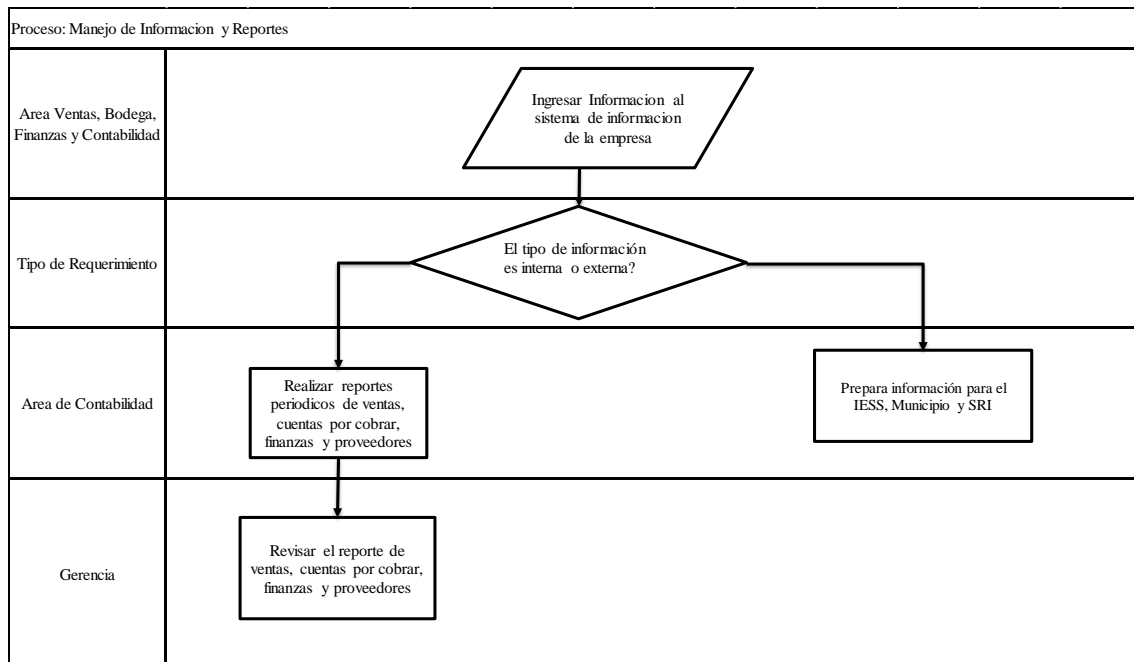 Proceso: Manejo de Informacion y Reportes
Area Ventas, Bodega,
Finanzas y Contabilidad
Ingresar Informacion al
sistema de informacion
de la empresa
Tipo de Requerimiento
El tipo de información
es interna o externa?
Area de Contabilidad
Realizar reportes
periodicos de ventas,
cuentas por cobrar,
finanzas y proveedores
Prepara información para el
IESS, Municipio y SRI
Gerencia
Revisar el reporte de
ventas, cuentas por cobrar,
finanzas y proveedores